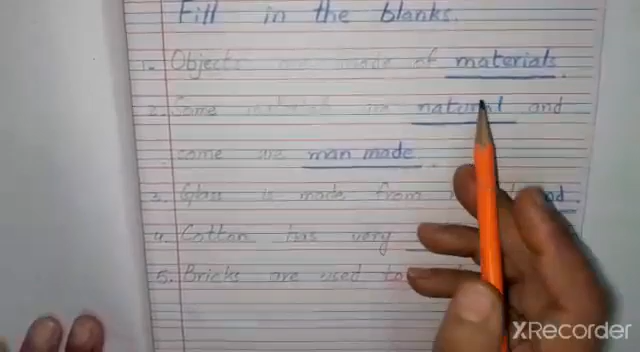 Fill in the blanks.
1. Objects are made of materials.
2. Some material are natural and
some are man made.
3. Glass is made from
4. Cotton has very
5. Bricks are used to
XRecorder